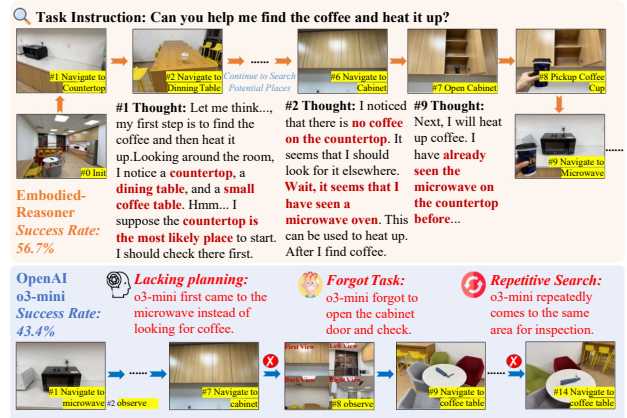 Task Instruction: Can you help me find the coffee and heat it up?
#1 Navigate to
Countertop
#2 Navigate to
Dinning Table
......
Continue to Search
Potential Places
#6 Navigate to
Cabinet
#7 Open Cabinet
#8 Pickup Coffee
Cup
#0 Init
Embodied-
Reasoner
Success Rate:
56.7%
#1 Thought: Let me think...,
my first step is to find the
coffee and then heat it
up.Looking around the room,
I notice a countertop, a
dining table, and a small
coffee table. Hmm... I
suppose the countertop is
the most likely place to start.
I should check there first.
#2 Thought: I noticed
that there is no coffee
on the countertop. It
seems that I should
look for it elsewhere.
Wait, it seems that I
have seen a
microwave oven. This
can be used to heat up.
After I find coffee.
#9 Thought:
Next, I will heat
up coffee. I
have already
seen the
microwave on
the countertop
before...
#9 Navigate to
Microwave
......
OpenAI
o3-mini
Success Rate:
43.4%
Lacking planning:
o3-mini first came to the
microwave instead of
looking for coffee.
Forgot Task:
o3-mini forgot to
open the cabinet
door and check.
Repetitive Search:
o3-mini repeatedly
comes to the same
area for inspection.
#1 Navigate to
microwave
......
#2 observe
#7 Navigate to
cabinet
First View
Left View
Back View
Right View
#8 observe
#9 Navigate to
coffee table
......
#14 Navigate to
coffee table